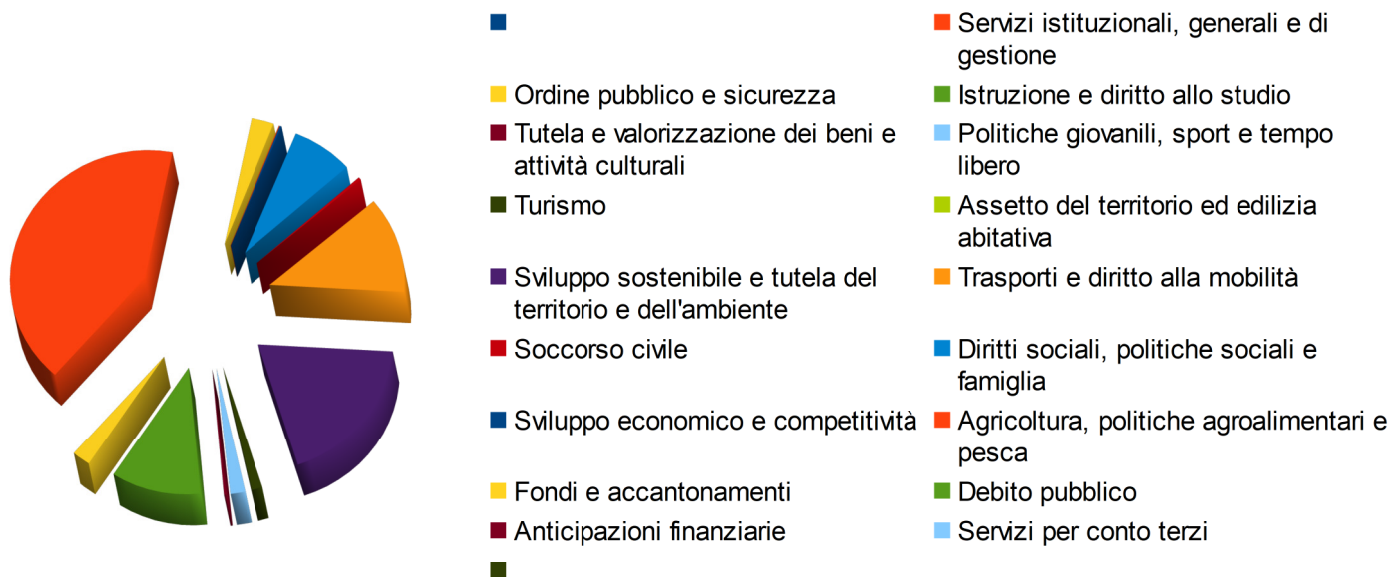 Servizi istituzionali, generali e di
gestione
Ordine pubblico e sicurezza
Istruzione e diritto allo studio
Tutela e valorizzazione dei beni e
attività culturali
Politiche giovanili, sport e tempo
libero
Turismo
Assetto del territorio ed edilizia
abitativa
Sviluppo sostenibile e tutela del
territorio e dell'ambiente
Trasporti e diritto alla mobilità
Soccorso civile
Diritti sociali, politiche sociali e
famiglia
Sviluppo economico e competitività
Agricoltura, politiche agroalimentari e
pesca
Fondi e accantonamenti
Debito pubblico
Anticipazioni finanziarie
Servizi per conto terzi